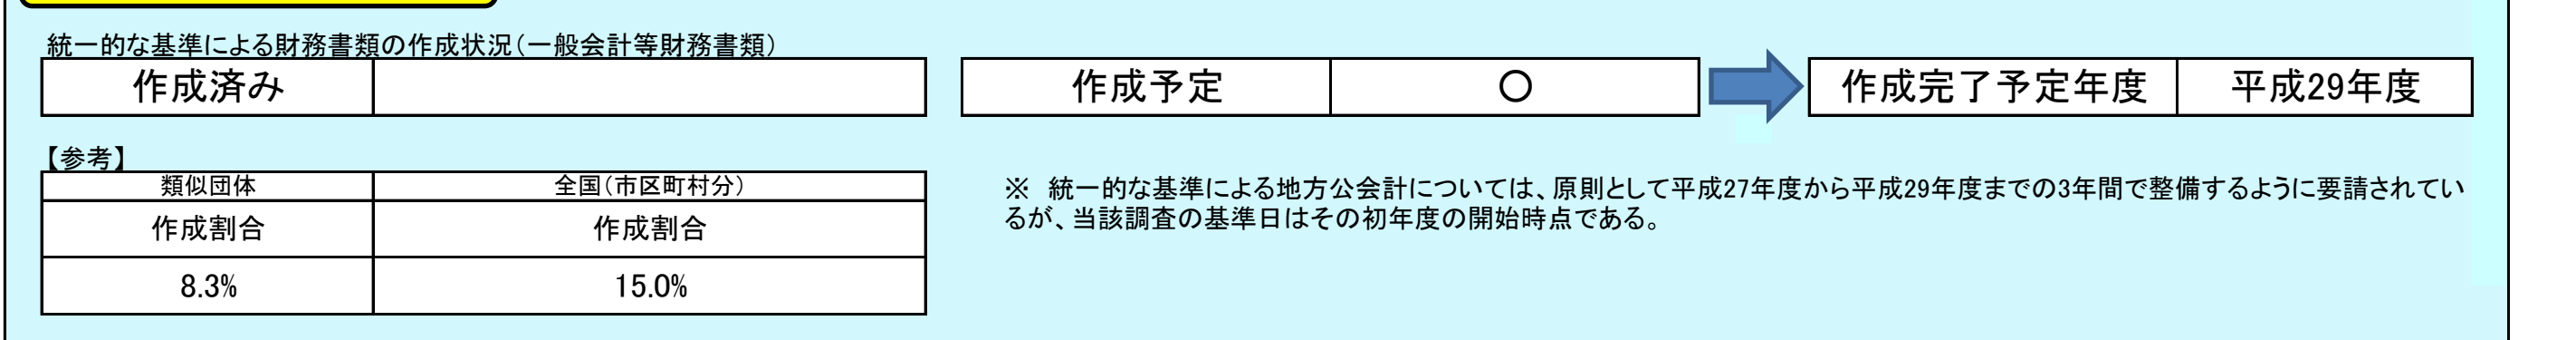 統一的な基準による財務書類の作成状況（一般会計等財務書類）
作成済み
作成予定 〇
作成完了予定年度 平成29年度
【参考】
類似団体 全国（市区町村分）
作成割合 作成割合
8.3% 15.0%
※ 統一的な基準による地方公会計については、原則として平成27年度から平成29年度までの3年間で整備するように要請されてい
るが、当該調査の基準日はその初年度の開始時点である。